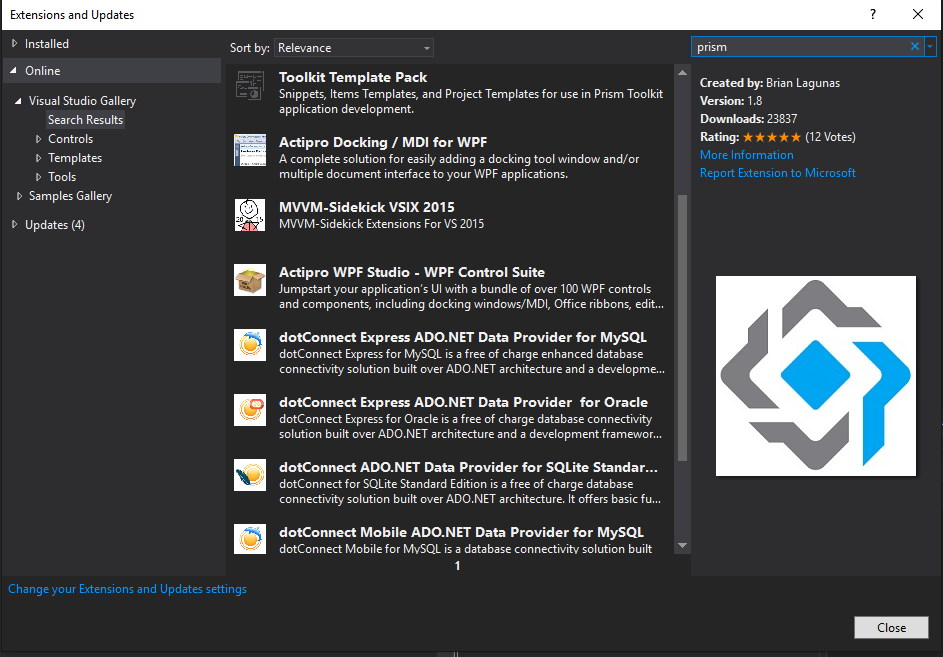 Extensions and Updates
?
Installed
Online
Visual Studio Gallery
Search Results
Controls
Templates
Tools
Samples Gallery
Updates (4)
Sort by: Relevance
Toolkit Template Pack
Snippets, Items Templates, and Project Templates for use in Prism Toolkit
application development.
Actipro Docking / MDI for WPF
A complete solution for easily adding a docking tool window and/or
multiple document interface to your WPF applications.
MVVM-Sidekick VSIX 2015
MVVM-Sidekick Extensions For VS 2015
Actipro WPF Studio - WPF Control Suite
Jumpstart your application's UI with a bundle of over 100 WPF controls
and components, including docking windows/MDI, Office ribbons, edit...
dotConnect Express ADO.NET Data Provider for MySQL
dotConnect Express for MySQL is a free of charge enhanced database
connectivity solution built over ADO.NET architecture and a developme...
dotConnect Express ADO.NET Data Provider  for Oracle
dotConnect Express for Oracle is a free of charge database connectivity
solution built over ADO.NET architecture and a development framewor...
dotConnect ADO.NET Data Provider for SQLite Standar...
dotConnect for SQLite Standard Edition is a free of charge database
connectivity solution built over ADO.NET architecture. It offers basic fu...
dotConnect Mobile ADO.NET Data Provider for MySQL
dotConnect Mobile for MySQL is a database connectivity solution built
1
prism
Created by: Brian Lagunas
Version: 1.8
Downloads: 23837
Rating: ★★★★★ (12 Votes)
More Information
Report Extension to Microsoft
Change your Extensions and Updates settings
Close